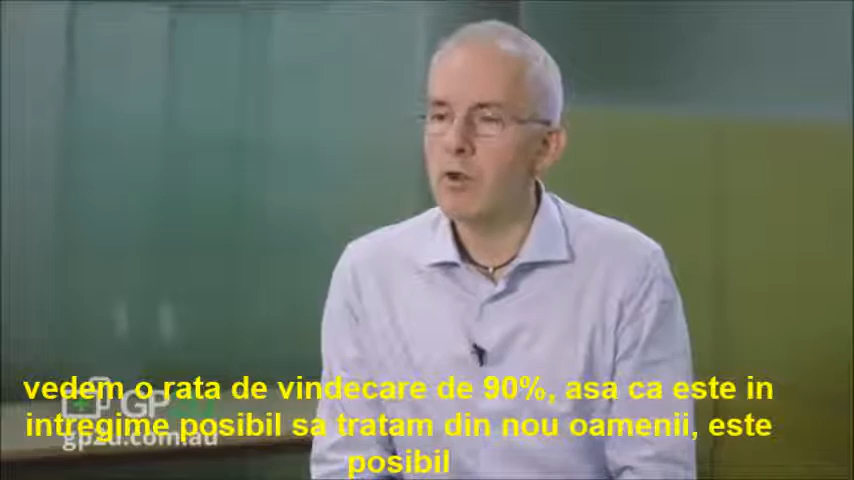 vedem o rata de vindecare de 90%, asa ca este in
GP2U
intregime posibil sa tratam din nou oamenii, este
gp2u.com.au
posibil